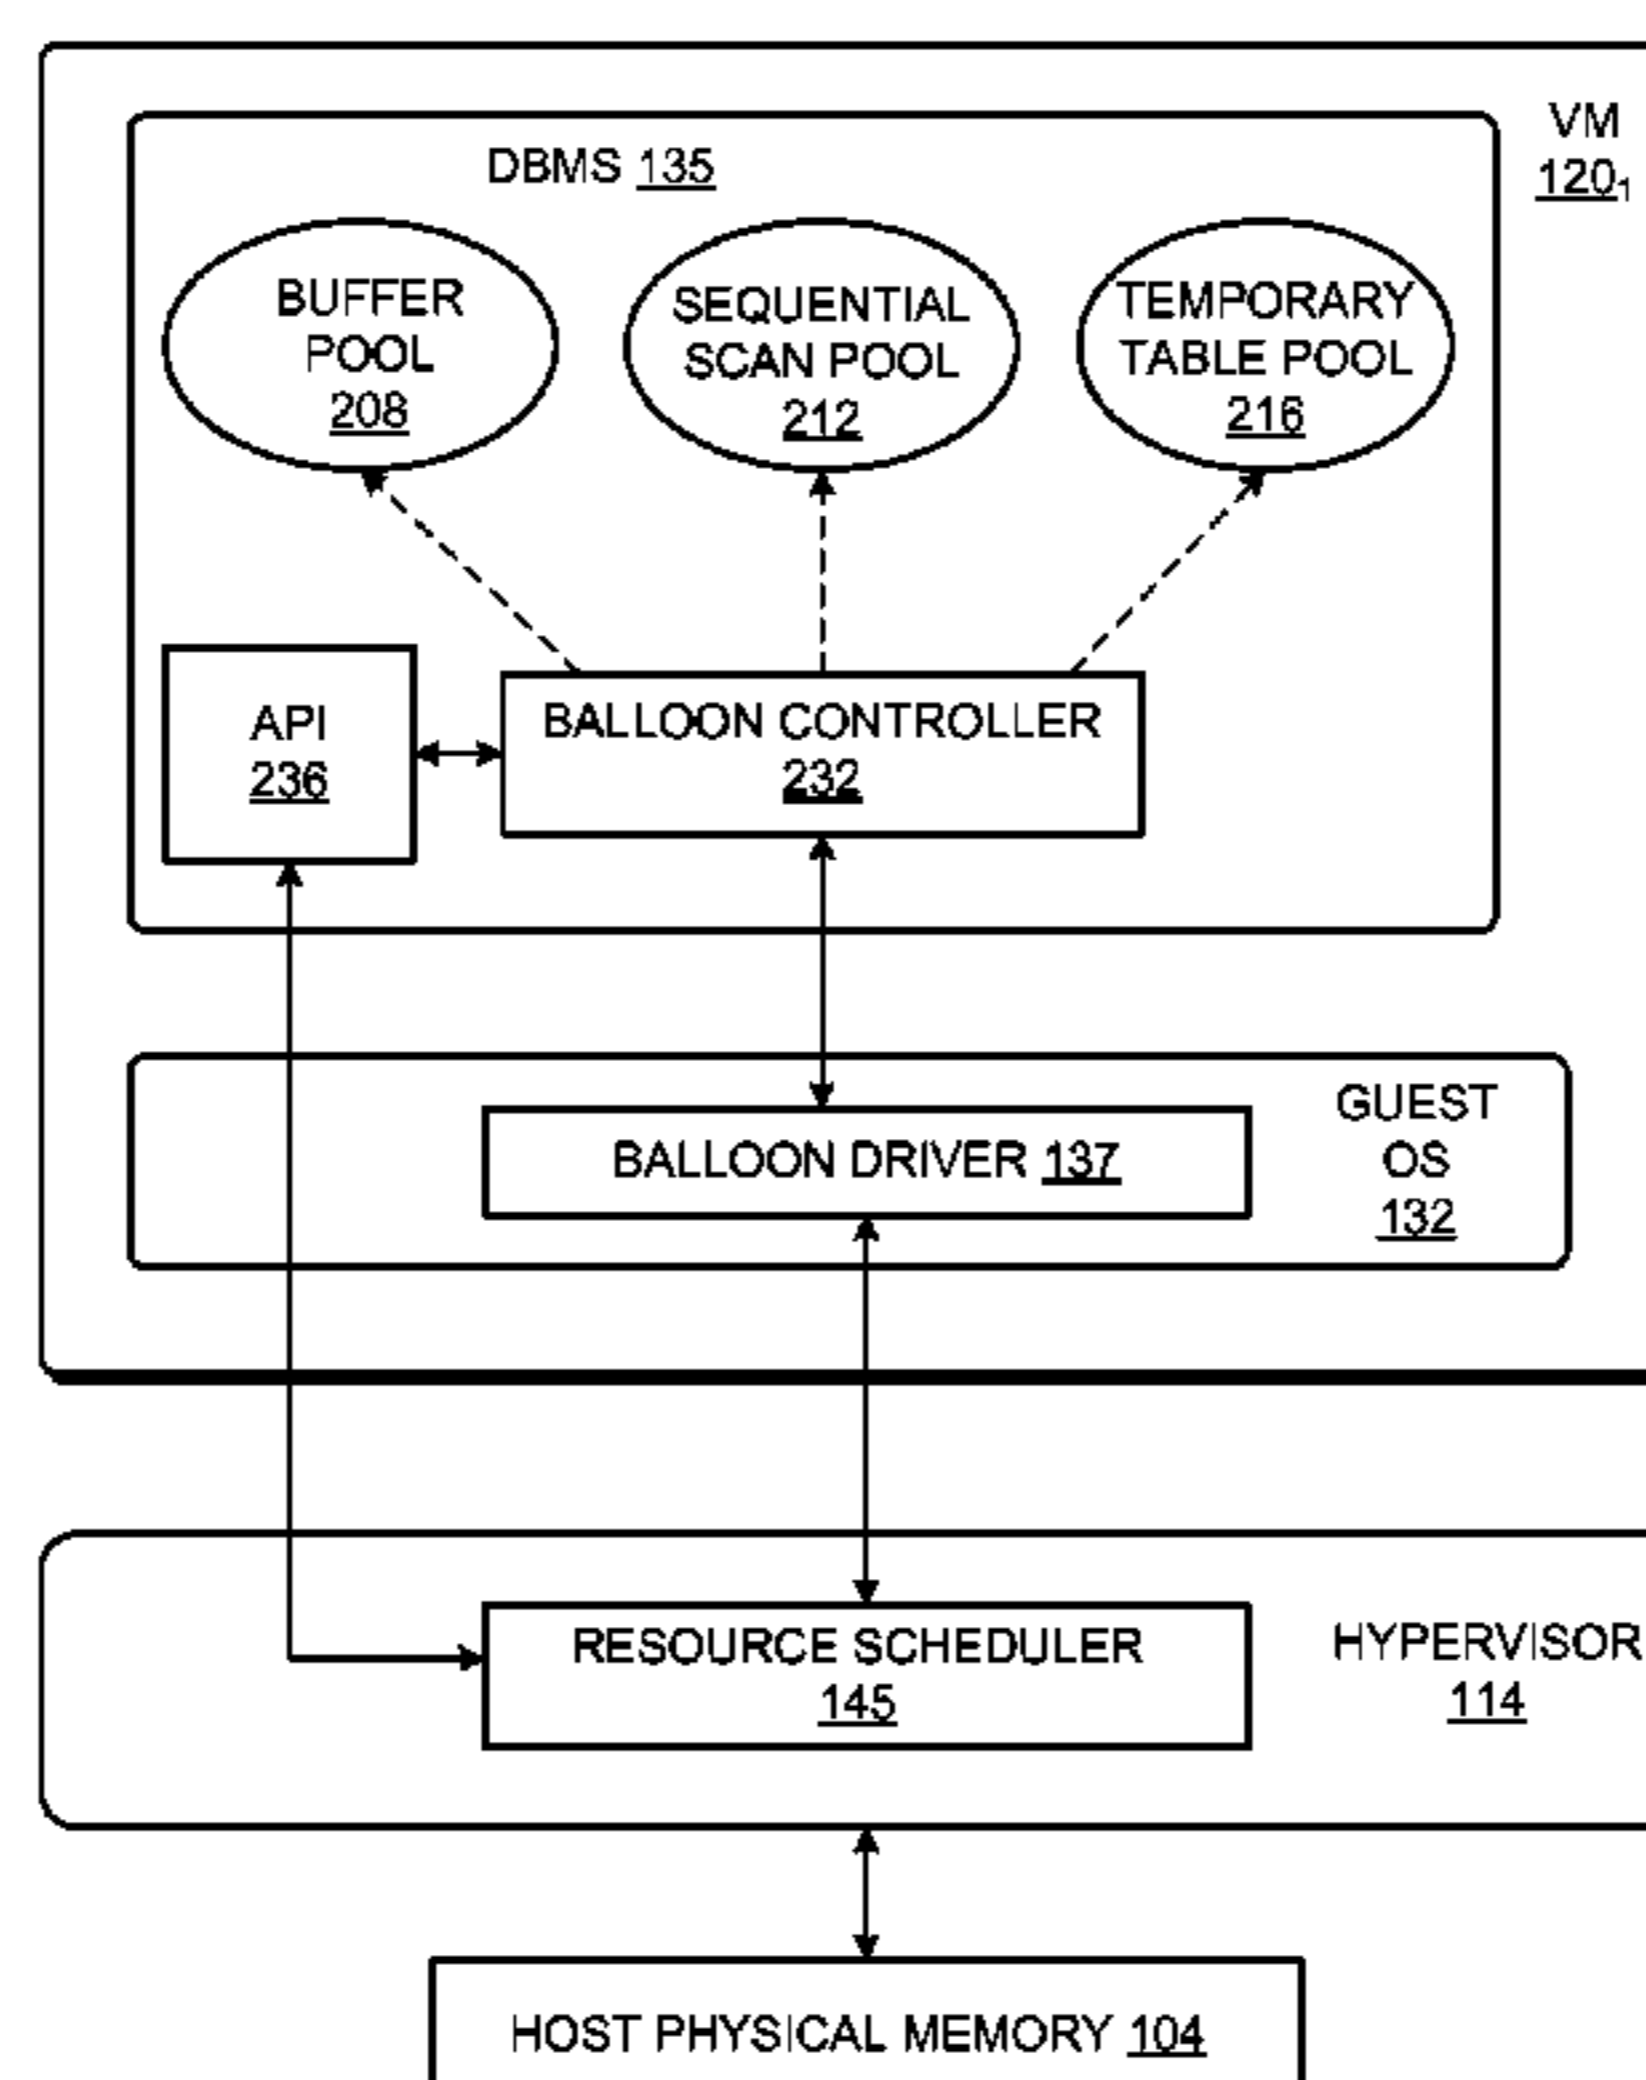 VM
120₁
DBMS 135
BUFFER
POOL
208
SEQUENTIAL
SCAN POOL
212
TEMPORARY
TABLE POOL
216
API
236
BALLOON CONTROLLER
232
GUEST
OS
132
BALLOON DRIVER 137
RESOURCE SCHEDULER
145
HYPERVISOR
114
HOST PHYSICAL MEMORY 104